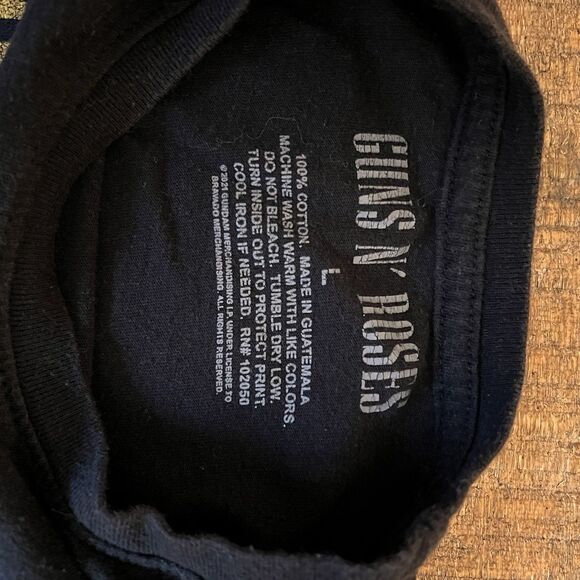 GUNS N' ROSES
L
100% COTTON. MADE IN GUATEMALA
MACHINE WASH WARM WITH LIKE COLORS.
DO NOT BLEACH. TUMBLE DRY LOW.
TURN INSIDE OUT TO PROTECT PRINT.
COOL IRON IF NEEDED. RN# 102050
©2021 GUNDAM MERCHANDISING I.P. UNDER LICENSE TO
BRAVADO MERCHANDISING. ALL RIGHTS RESERVED.